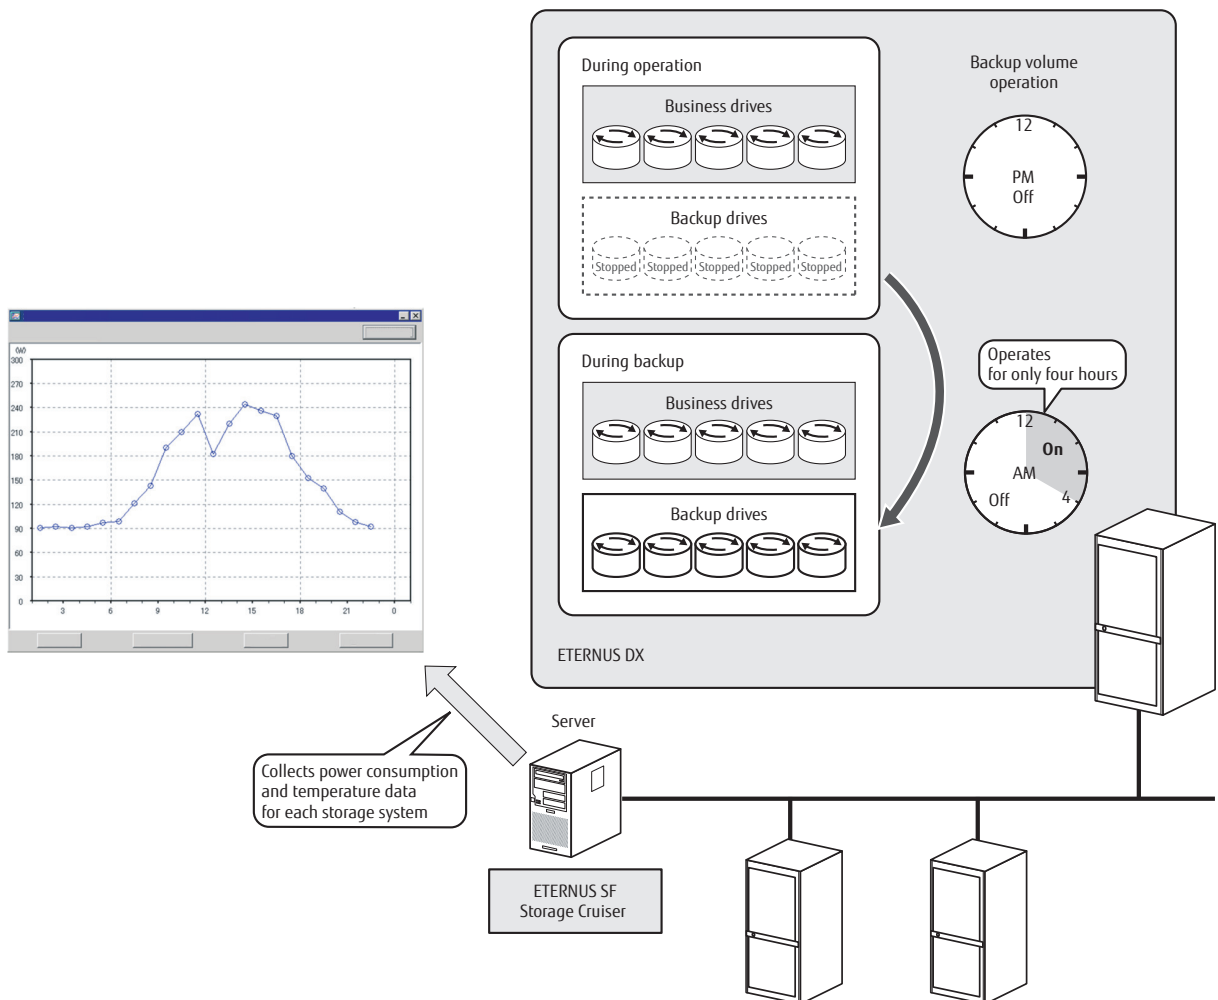 During operation
Business drives
Backup drives
Stopped Stopped Stopped Stopped Stopped
Backup volume
operation
12
PM
Off
During backup
Business drives
Backup drives
Operates
for only four hours
12
On
AM
Off
4
ETERNUS DX
(W)
300
270
240
210
180
150
120
90
60
30
0
3 6 9 12 15 18 21 0
Server
Collects power consumption
and temperature data
for each storage system
ETERNUS SF
Storage Cruiser